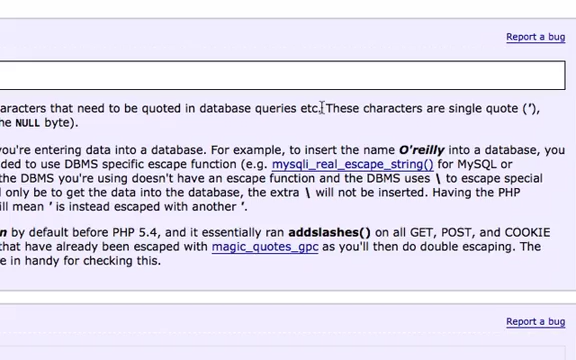 Report a bug
aracters that need to be quoted in database queries etc. These characters are single quote ('),
he NULL byte).
you're entering data into a database. For example, to insert the name O'reilly into a database, you
ded to use DBMS specific escape function (e.g. mysqli_real_escape_string() for MySQL or
the DBMS you're using doesn't have an escape function and the DBMS uses \ to escape special
d only be to get the data into the database, the extra \ will not be inserted. Having the PHP
ill mean ' is instead escaped with another '.
n by default before PHP 5.4, and it essentially ran addslashes() on all GET, POST, and COOKIE
that have already been escaped with magic_quotes_gpc as you'll then do double escaping. The
e in handy for checking this.
Report a bug